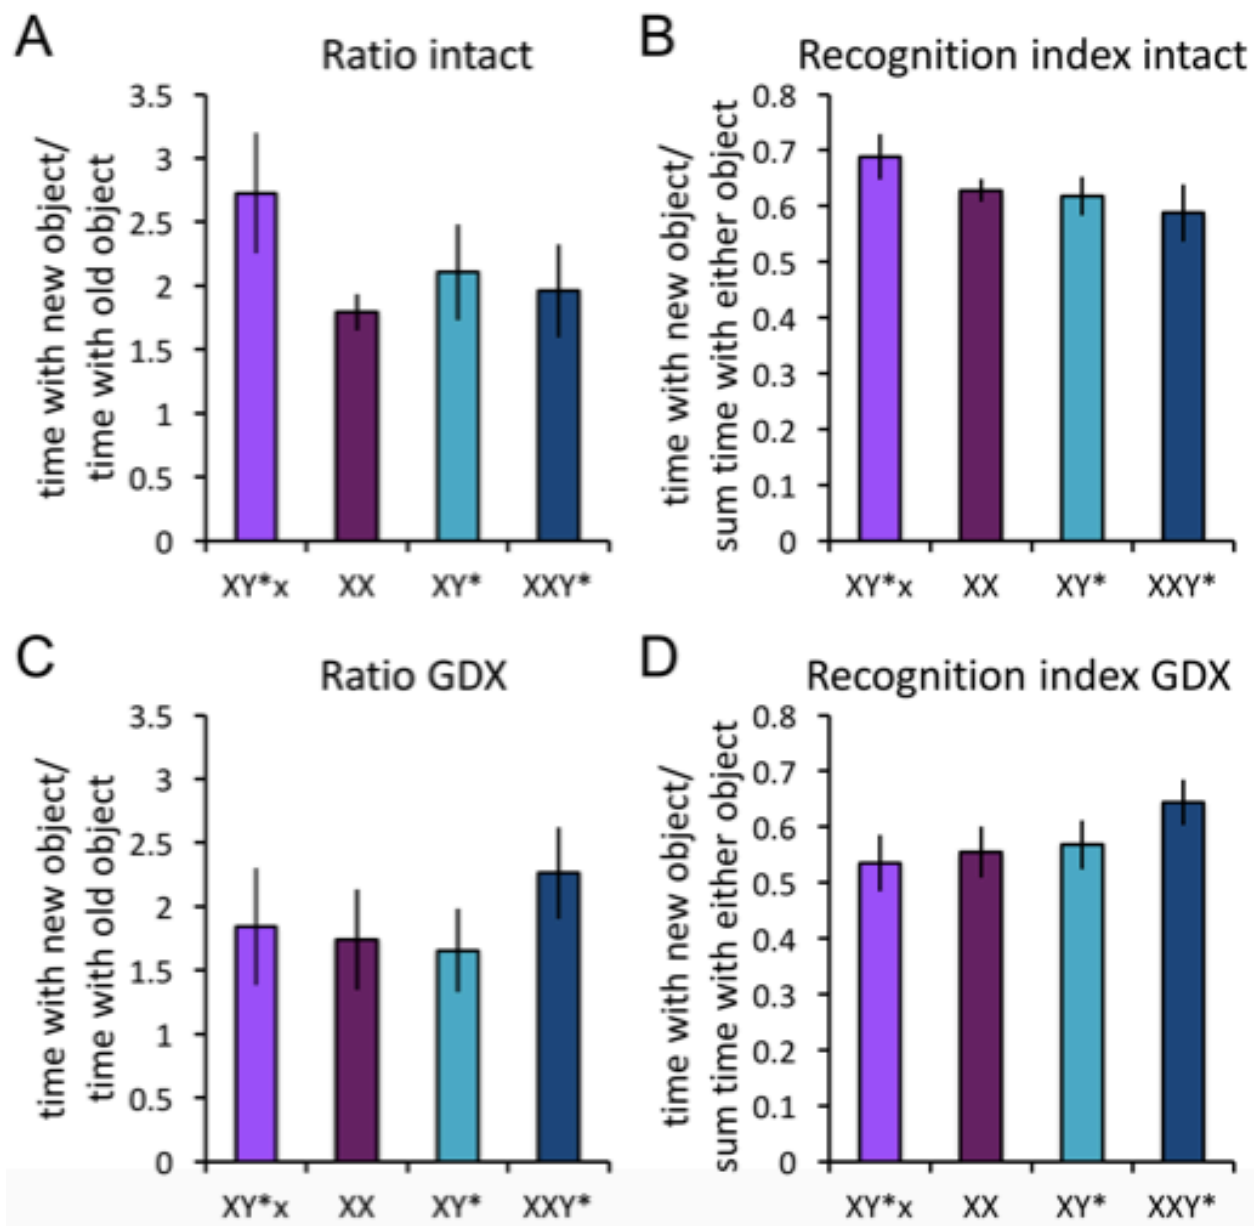 A
Ratio intact
time with new object/
time with old object
3.5
3
2.5
2
1.5
1
0.5
0
XY*x XX XY* XXY*
B
Recognition index intact
time with new object/
sum time with either object
0.8
0.7
0.6
0.5
0.4
0.3
0.2
0.1
0
XY*x XX XY* XXY*
C
Ratio GDX
time with new object/
time with old object
3.5
3
2.5
2
1.5
1
0.5
0
XY*x XX XY* XXY*
D
Recognition index GDX
time with new object/
sum time with either object
0.8
0.7
0.6
0.5
0.4
0.3
0.2
0.1
0
XY*x XX XY* XXY*